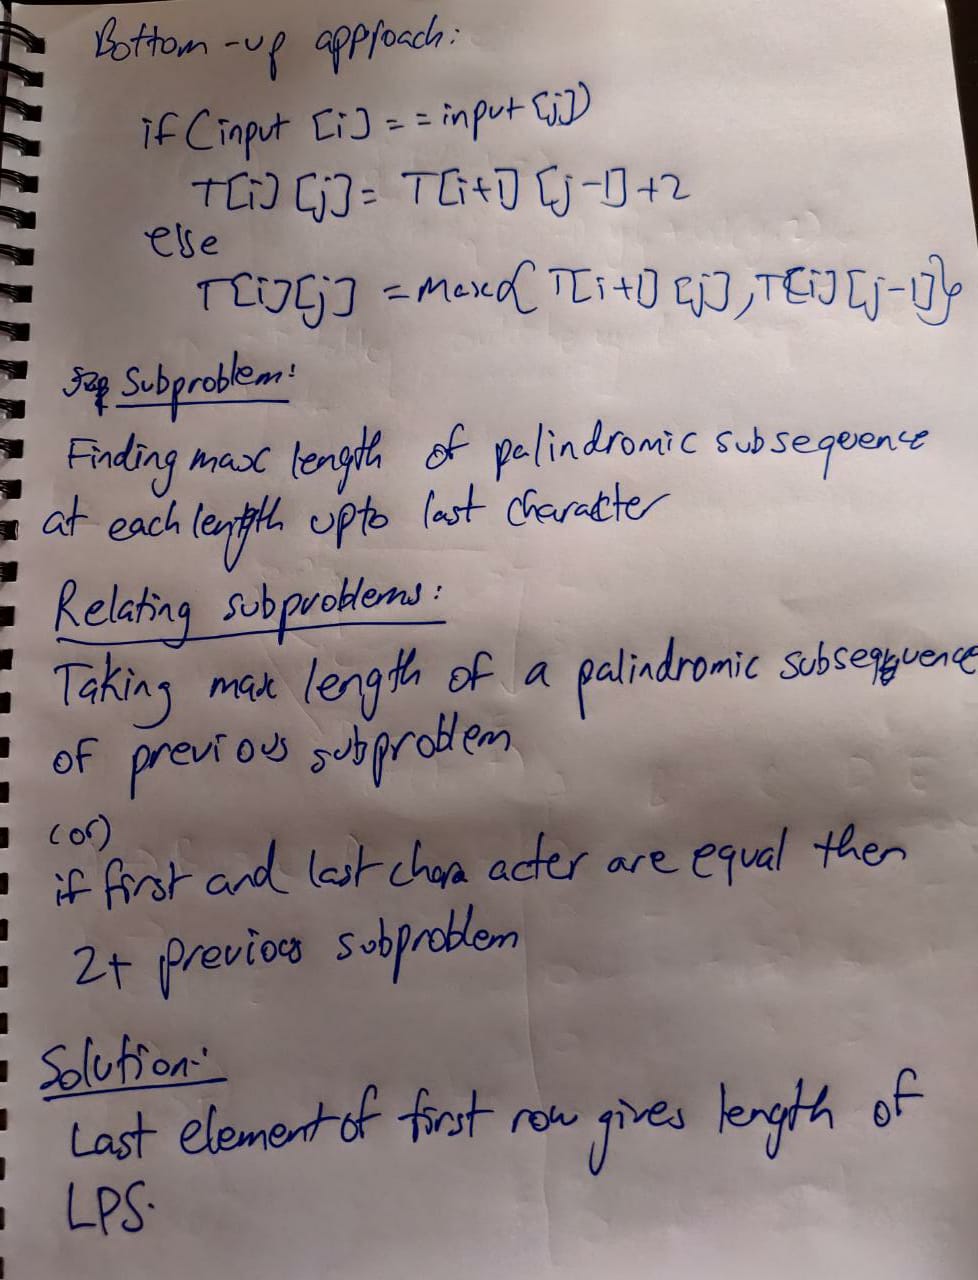 Bottom-up approach:
if (input [i] == input [j])
T[i] [j] = T[i+1] [j-1]+2
else
T[i][j] = max{ T[i+1] [j], T[i] [j-1]}
Subproblem:
Finding max length of palindromic subsequence
at each length upto last character
Relating subproblems:
Taking max length of a palindromic subsequence
of previous subproblem
(or)
if first and last character are equal then
2+ previous subproblem
Solution:
Last element of first row gives length of
LPS.